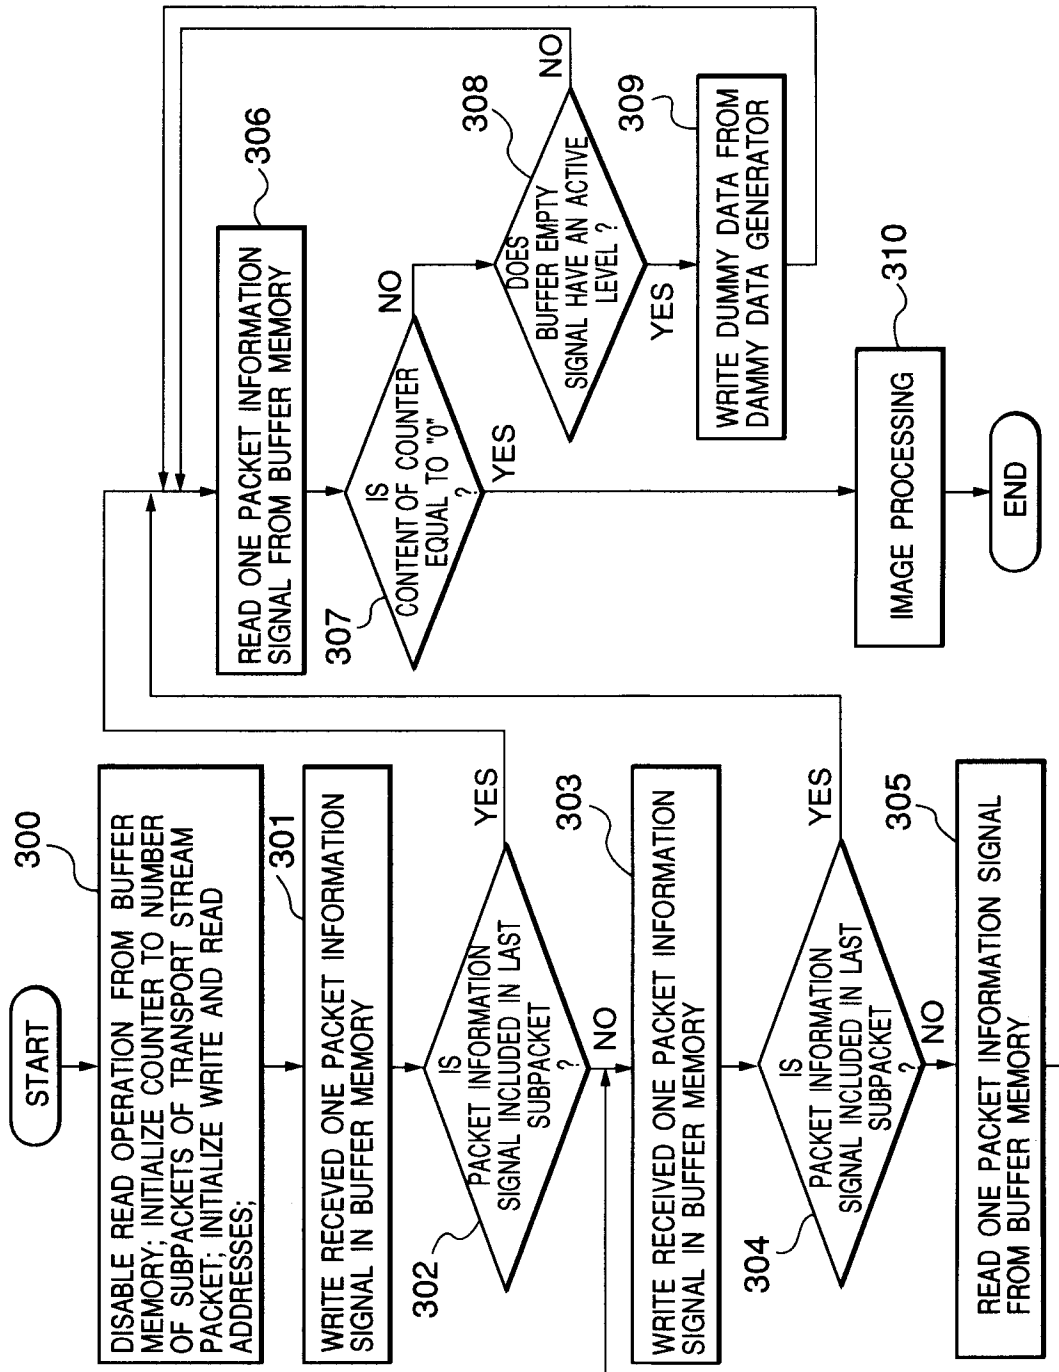 START
300
DISABLE READ OPERATION FROM BUFFER
MEMORY; INITIALIZE COUNTER TO NUMBER
OF SUBPACKETS OF TRANSPORT STREAM
PACKET; INITIALIZE WRITE AND READ
ADDRESSES;
301
WRITE RECEVED ONE PACKET INFORMATION
SIGNAL IN BUFFER MEMORY
302
IS
PACKET INFORMATION
SIGNAL INCLUDED IN LAST
SUBPACKET
?
YES
NO
303
WRITE RECEIVED ONE PACKET INFORMATION
SIGNAL IN BUFFER MEMORY
304
IS
PACKET INFORMATION
SIGNAL INCLUDED IN LAST
SUBPACKET
?
YES
NO
305
READ ONE PACKET INFORMATION SIGNAL
FROM BUFFER MEMORY
306
READ ONE PACKET INFORMATION
SIGNAL FROM BUFFER MEMORY
307
IS
CONTENT OF COUNTER
EQUAL TO "0"
?
NO
YES
308
DOES
BUFFER EMPTY
SIGNAL HAVE AN ACTIVE
LEVEL ?
NO
YES
309
WRITE DUMMY DATA FROM
DAMMY DATA GENERATOR
310
IMAGE PROCESSING
END